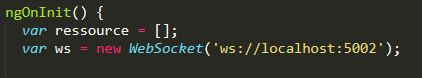 ngOnInit() {
var ressource = [];
var ws = new WebSocket('ws://localhost:5002');